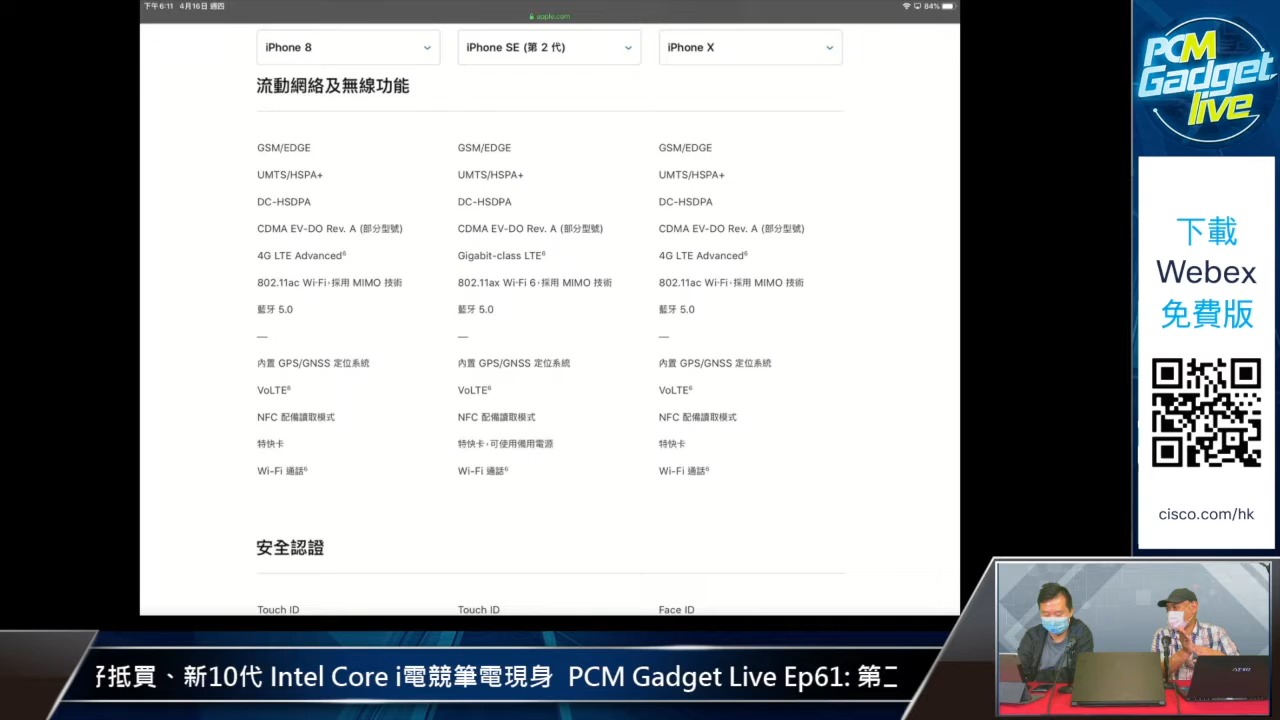 下午6:11 4月16日 週四
apple.com
84%
iPhone 8
iPhone SE (第 2 代)
iPhone X
流動網絡及無線功能
GSM/EDGE
GSM/EDGE
GSM/EDGE
UMTS/HSPA+
UMTS/HSPA+
UMTS/HSPA+
DC-HSDPA
DC-HSDPA
DC-HSDPA
CDMA EV-DO Rev. A (部分型號)
CDMA EV-DO Rev. A (部分型號)
CDMA EV-DO Rev. A (部分型號)
4G LTE Advanced⁶
Gigabit-class LTE⁶
4G LTE Advanced⁶
802.11ac Wi-Fi，採用 MIMO 技術
802.11ax Wi-Fi 6，採用 MIMO 技術
802.11ac Wi-Fi，採用 MIMO 技術
藍牙 5.0
藍牙 5.0
藍牙 5.0
—
—
—
內置 GPS/GNSS 定位系統
內置 GPS/GNSS 定位系統
內置 GPS/GNSS 定位系統
VoLTE⁶
VoLTE⁶
VoLTE⁶
NFC 配備讀取模式
NFC 配備讀取模式
NFC 配備讀取模式
特快卡
特快卡，可使用備用電源
特快卡
Wi-Fi 通話⁶
Wi-Fi 通話⁶
Wi-Fi 通話⁶
安全認證
Touch ID
Touch ID
Face ID
PCM
Gadget
live
下載
Webex
免費版
cisco.com/hk
抵買、新10代 Intel Core i電競筆電現身 PCM Gadget Live Ep61: 第二